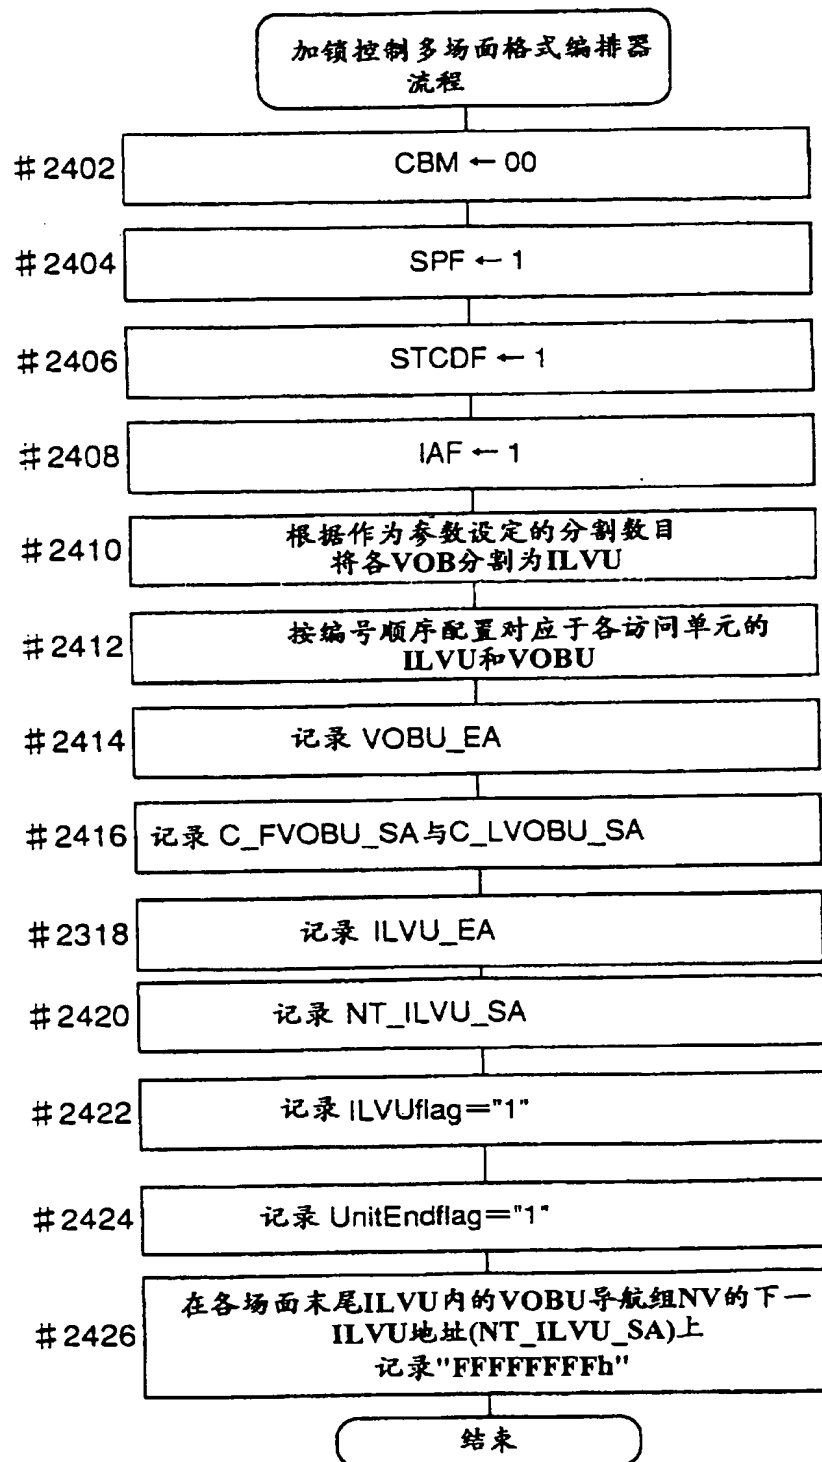 加锁控制多场面格式编排器
流程
#2402 CBM ← 00
#2404 SPF ← 1
#2406 STCDF ← 1
#2408 IAF ← 1
#2410 根据作为参数设定的分割数目
将各VOB分割为ILVU
#2412 按编号顺序配置对应于各访问单元的
ILVU和VOBU
#2414 记录 VOBU_EA
#2416 记录 C_FVOBU_SA与C_LVOBU_SA
#2318 记录 ILVU_EA
#2420 记录 NT_ILVU_SA
#2422 记录 ILVUflag="1"
#2424 记录 UnitEndflag="1"
#2426 在各场面末尾ILVU内的VOBU导航组NV的下一
ILVU地址(NT_ILVU_SA)上
记录"FFFFFFFFh"
结束